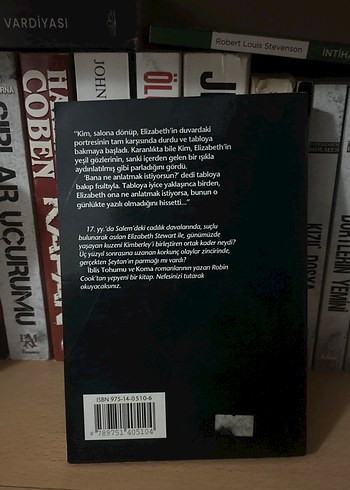 VARDİYASI
Robert Louis Stevenson
İNTİHA
HA
COBEN
JOHN
ÖL
"Kim, salona dönüp, Elizabeth'in duvardaki
portresinin tam karşısında durdu ve tabloya
bakmaya başladı. Karanlıkta bile Kim, Elizabeth'in
yeşil gözlerinin, sanki içerden gelen bir ışıkla
aydınlatılmış gibi parladığını gördü.
'Bana ne anlatmak istiyorsun?' dedi tabloya
bakıp fısıltıyla. Tabloya iyice yaklaşınca birden,
Elizabeth ona ne anlatmak istiyorsa, bunun o
günlükte yazılı olmadığını hissetti..."
17. yy.'da Salem'deki cadılık davalarında, suçlu
bulunarak asılan Elizabeth Stewart ile, günümüzde
yaşayan kuzeni Kimberley'i birleştiren ortak kader neydi?
Üç yüzyıl sonrasına uzanan korkunç olaylar zincirinde,
gerçekten Şeytan'ın parmağı mı vardı?
İblis Tohumu ve Koma romanlarının yazarı Robin
Cook'tan yepyeni bir kitap. Nefesinizi tutarak
okuyacaksınız.
ISBN 975-14-0510-6
9789751405104